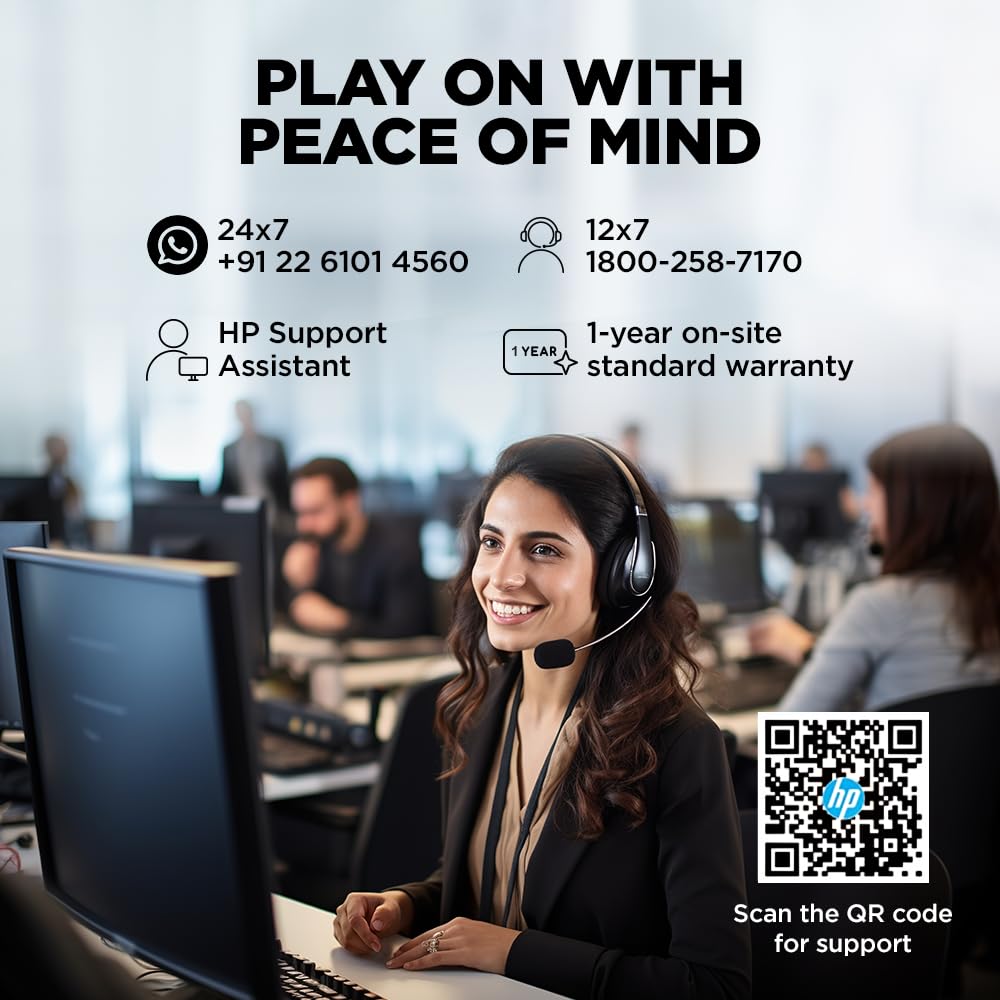 PLAY ON WITH
PEACE OF MIND
24x7
+91 22 6101 4560
12x7
1800-258-7170
HP Support
Assistant
1 YEAR
1-year on-site
standard warranty
hp
Scan the QR code
for support